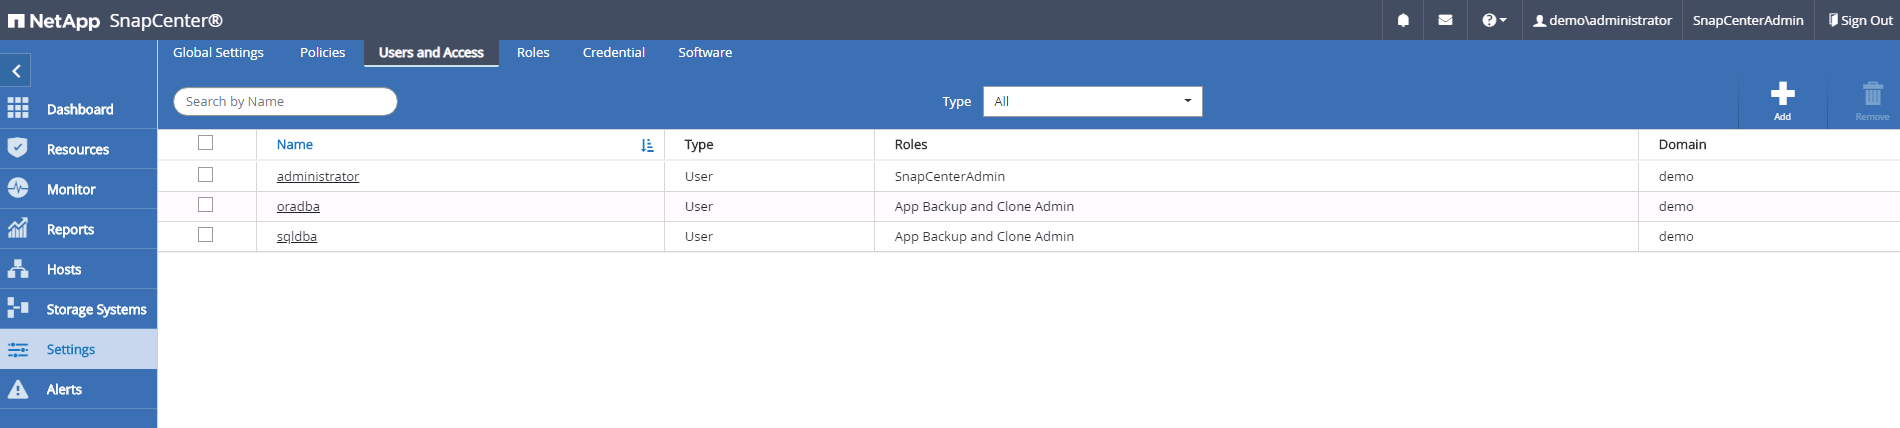 NetApp SnapCenter® demo\administrator SnapCenterAdmin Sign Out
Global Settings Policies Users and Access Roles Credential Software
Search by Name Type All Add Remove
Dashboard
Resources
Monitor
Reports
Hosts
Storage Systems
Settings
Alerts
Name Type Roles Domain
administrator User SnapCenterAdmin demo
oradba User App Backup and Clone Admin demo
sqldba User App Backup and Clone Admin demo